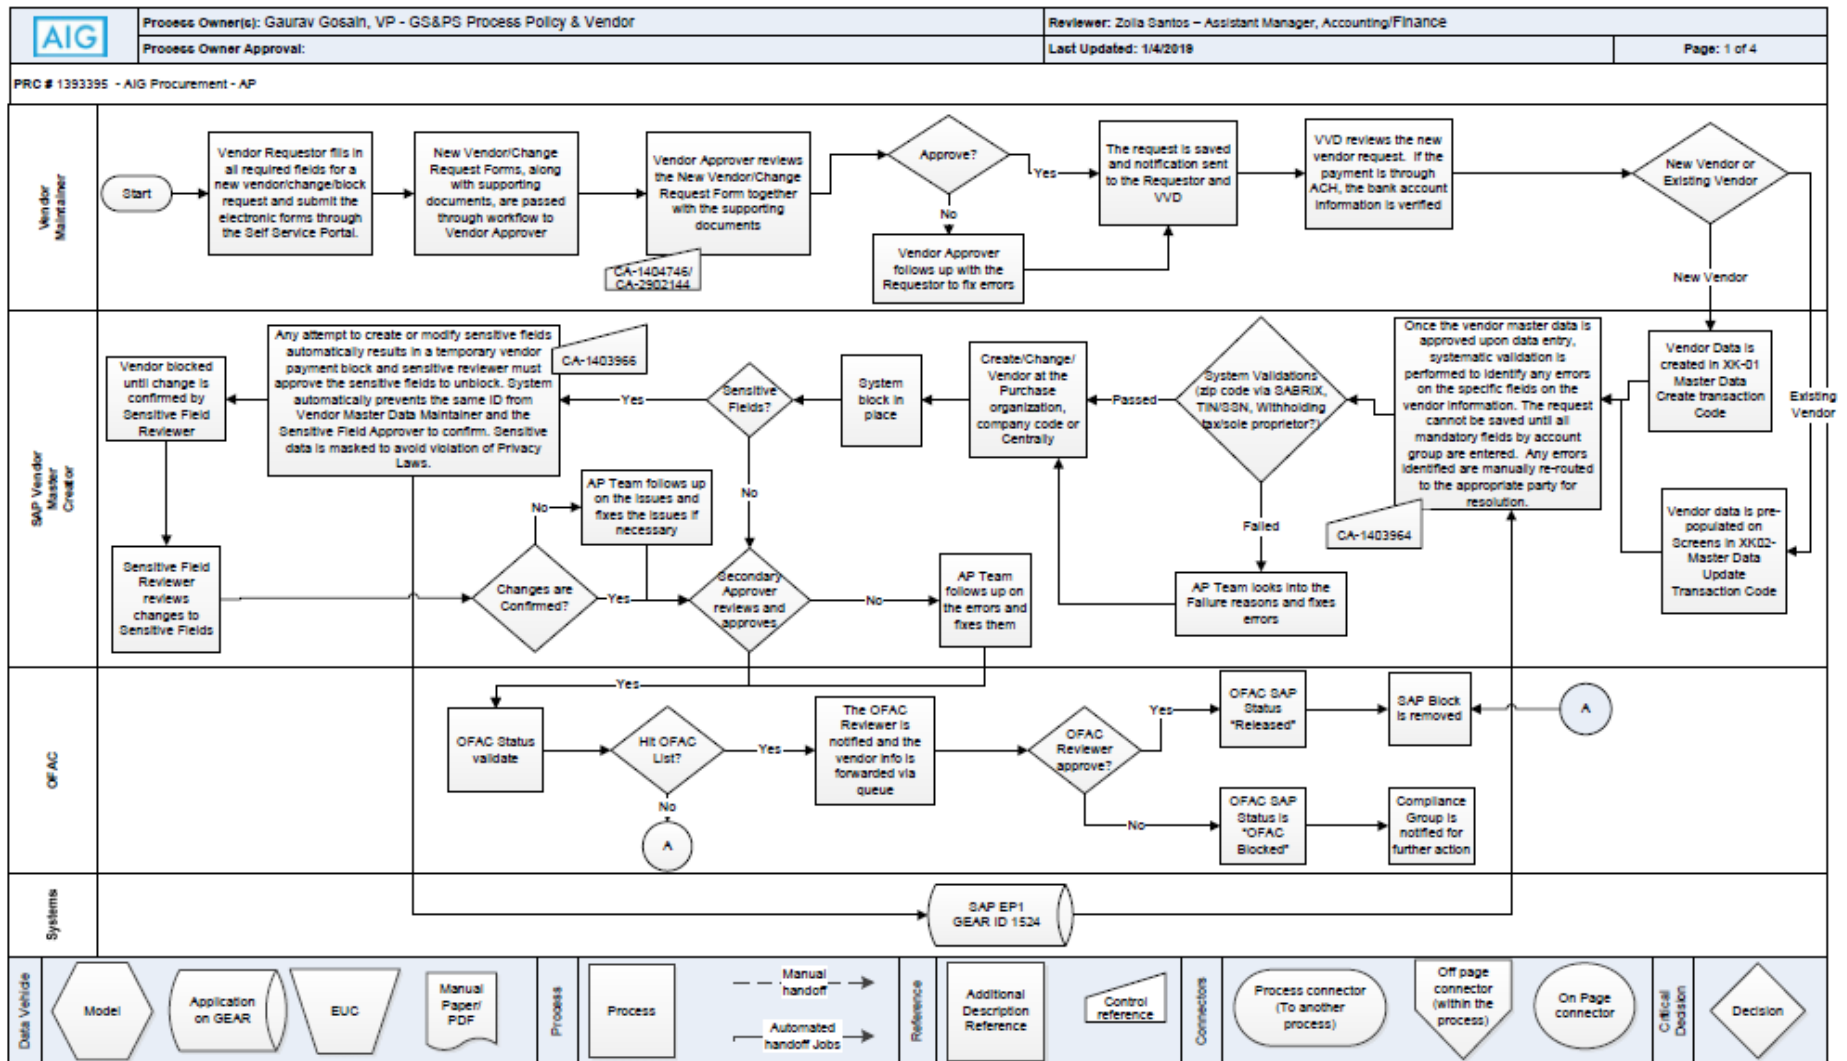 AIG
Process Owner(s): Gaurav Gosain, VP - GS&PS Process Policy & Vendor
Reviewer: Zoila Santos – Assistant Manager, Accounting/Finance
Process Owner Approval:
Last Updated: 1/4/2019
Page: 1 of 4
PRC # 1393395 - AIG Procurement - AP
Vendor
Maintainer
Start
Vendor Requestor fills in
all required fields for a
new vendor/change/block
request and submit the
electronic forms through
the Self Service Portal.
New Vendor/Change
Request Forms, along
with supporting
documents, are passed
through workflow to
Vendor Approver
Vendor Approver reviews
the New Vendor/Change
Request Form together
with the supporting
documents
CA-1404746/
CA-2902144
Approve?
Yes
No
Vendor Approver
follows up with the
Requestor to fix errors
The request is saved
and notification sent
to the Requestor and
VVD
VVD reviews the new
vendor request. If the
payment is through
ACH, the bank account
information is verified
New Vendor or
Existing Vendor
New Vendor
Existing
Vendor
SAP Vendor
Master
Creator
Vendor blocked
until change is
confirmed by
Sensitive Field
Reviewer
Any attempt to create or modify sensitive fields
automatically results in a temporary vendor
payment block and sensitive reviewer must
approve the sensitive fields to unblock. System
automatically prevents the same ID from
Vendor Master Data Maintainer and the
Sensitive Field Approver to confirm. Sensitive
data is masked to avoid violation of Privacy
Laws.
CA-1403966
Yes
Sensitive
Fields?
No
System
block in
place
Create/Change/
Vendor at the
Purchase
organization,
company code or
Centrally
Passed
System Validations
(zip code via SABRIX,
TIN/SSN, Withholding
tax/sole proprietor?)
Failed
Once the vendor master data is
approved upon data entry,
systematic validation is
performed to identify any errors
on the specific fields on the
vendor information. The request
cannot be saved until all
mandatory fields by account
group are entered. Any errors
identified are manually re-routed
to the appropriate party for
resolution.
CA-1403964
Vendor Data is
created in XK-01
Master Data
Create transaction
Code
Vendor data is pre-
populated on
Screens in XK02-
Master Data
Update
Transaction Code
Sensitive Field
Reviewer
reviews
changes to
Sensitive Fields
Changes are
Confirmed?
No
AP Team follows up
on the issues and
fixes the issues if
necessary
Yes
Secondary
Approver
reviews and
approves
No
AP Team
follows up on
the errors and
fixes them
AP Team looks into the
Failure reasons and fixes
errors
OFAC
Yes
OFAC Status
validate
Hit OFAC
List?
Yes
No
A
The OFAC
Reviewer is
notified and the
vendor info is
forwarded via
queue
OFAC
Reviewer
approve?
Yes
No
OFAC SAP
Status
"Released"
SAP Block
is removed
A
OFAC SAP
Status is
"OFAC
Blocked"
Compliance
Group is
notified for
further action
Systems
SAP EP1
GEAR ID 1524
Data Vehicle
Model
Application
on GEAR
EUC
Manual
Paper/
PDF
Process
Process
Manual
handoff
Automated
handoff Jobs
Reference
Additional
Description
Reference
Control
reference
Connectors
Process connector
(To another
process)
Off page
connector
(within the
process)
On Page
connector
Critical
Decision
Decision